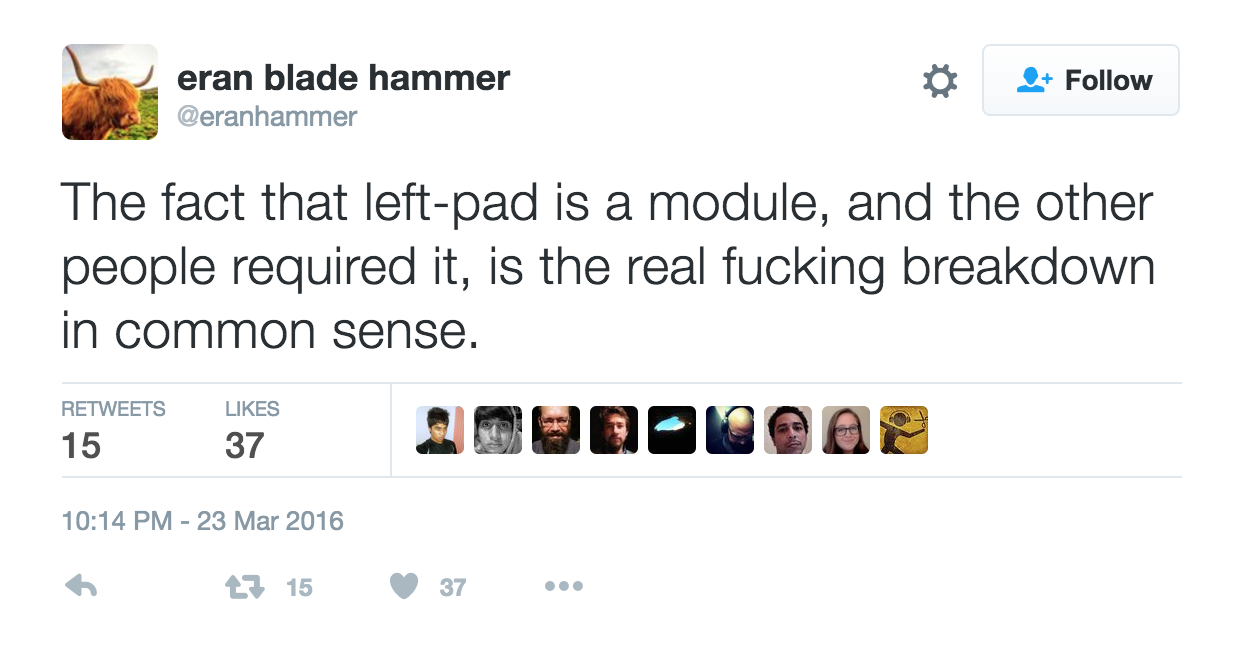 eran blade hammer
@eranhammer
Follow
The fact that left-pad is a module, and the other
people required it, is the real fucking breakdown
in common sense.
RETWEETS LIKES
15 37
10:14 PM - 23 Mar 2016
15 37